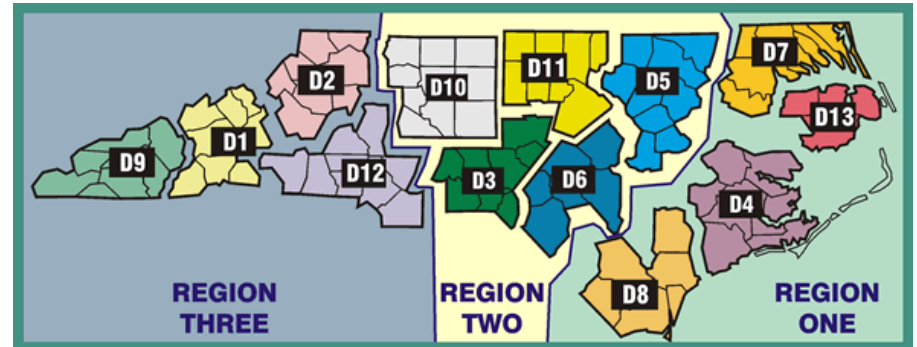 D2
D10
D11
D5
D7
D13
D9
D1
D12
D3
D6
D4
D8
REGION
THREE
REGION
TWO
REGION
ONE